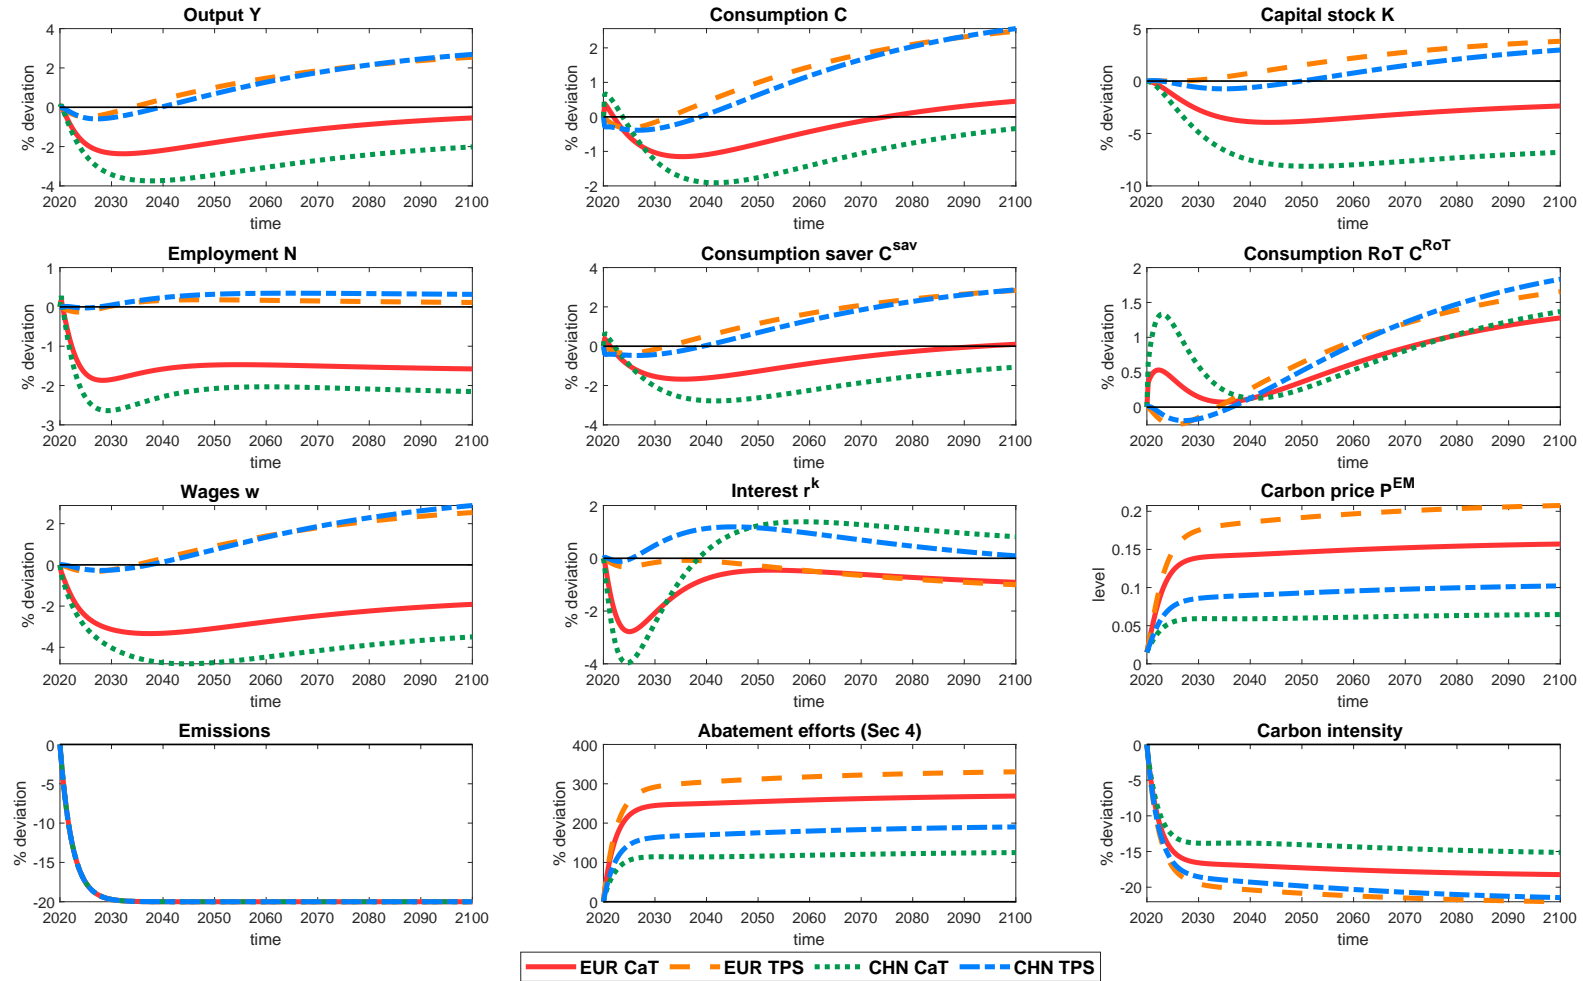 Output Y
% deviation
4
2
0
-2
-4
2020 2030 2040 2050 2060 2070 2080 2090 2100
time
Consumption C
% deviation
2
1
0
-1
-2
2020 2030 2040 2050 2060 2070 2080 2090 2100
time
Capital stock K
% deviation
5
0
-5
-10
2020 2030 2040 2050 2060 2070 2080 2090 2100
time
Employment N
% deviation
1
0
-1
-2
-3
2020 2030 2040 2050 2060 2070 2080 2090 2100
time
Consumption saver C^sav
% deviation
4
2
0
-2
-4
2020 2030 2040 2050 2060 2070 2080 2090 2100
time
Consumption RoT C^RoT
% deviation
2
1.5
1
0.5
0
2020 2030 2040 2050 2060 2070 2080 2090 2100
time
Wages w
% deviation
2
0
-2
-4
2020 2030 2040 2050 2060 2070 2080 2090 2100
time
Interest r^k
% deviation
2
0
-2
-4
2020 2030 2040 2050 2060 2070 2080 2090 2100
time
Carbon price P^EM
level
0.2
0.15
0.1
0.05
0
2020 2030 2040 2050 2060 2070 2080 2090 2100
time
Emissions
% deviation
0
-5
-10
-15
-20
2020 2030 2040 2050 2060 2070 2080 2090 2100
time
Abatement efforts (Sec 4)
% deviation
400
300
200
100
0
2020 2030 2040 2050 2060 2070 2080 2090 2100
time
Carbon intensity
% deviation
0
-5
-10
-15
-20
2020 2030 2040 2050 2060 2070 2080 2090 2100
time
EUR CaT EUR TPS CHN CaT CHN TPS